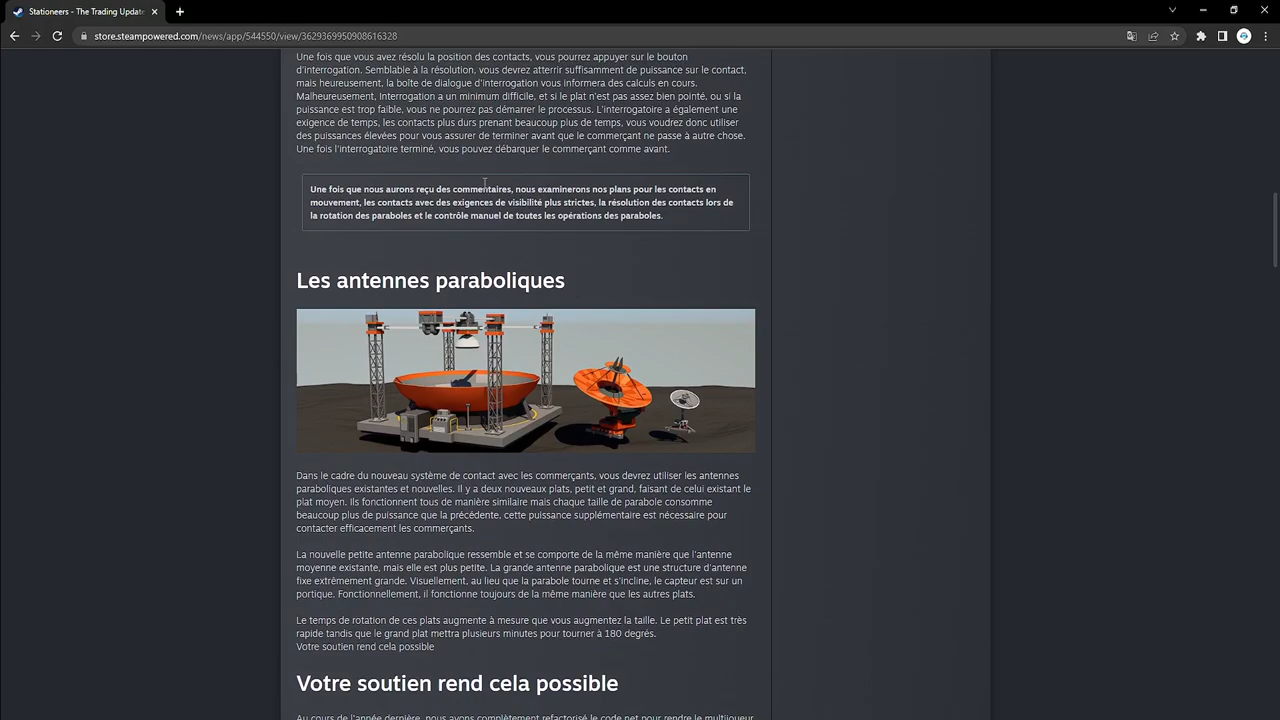 Stationeers - The Trading Update
store.steampowered.com/news/app/544550/view/3629369950908616328
Une fois que vous avez résolu la position des contacts, vous pourrez appuyer sur le bouton
d'interrogation. Semblable à la résolution, vous devrez atterrir suffisamment de puissance sur le contact,
mais heureusement, la boîte de dialogue d'interrogation vous informera des calculs en cours.
Malheureusement, Interrogation a un minimum difficile, et si le plat n'est pas assez bien pointé, ou si la
puissance est trop faible, vous ne pourrez pas démarrer le processus. L'interrogatoire a également une
exigence de temps, les contacts plus durs prenant beaucoup plus de temps, vous voudrez donc utiliser
des puissances élevées pour vous assurer de terminer avant que le commerçant ne passe à autre chose.
Une fois l'interrogatoire terminé, vous pouvez débarquer le commerçant comme avant.
Une fois que nous aurons reçu des commentaires, nous examinerons nos plans pour les contacts en
mouvement, les contacts avec des exigences de visibilité plus strictes, la résolution des contacts lors de
la rotation des paraboles et le contrôle manuel de toutes les opérations des paraboles.
Les antennes paraboliques
Dans le cadre du nouveau système de contact avec les commerçants, vous devrez utiliser les antennes
paraboliques existantes et nouvelles. Il y a deux nouveaux plats, petit et grand, faisant de celui existant le
plat moyen. Ils fonctionnent tous de manière similaire mais chaque taille de parabole consomme
beaucoup plus de puissance que la précédente, cette puissance supplémentaire est nécessaire pour
contacter efficacement les commerçants.
La nouvelle petite antenne parabolique ressemble et se comporte de la même manière que l'antenne
moyenne existante, mais elle est plus petite. La grande antenne parabolique est une structure d'antenne
fixe extrêmement grande. Visuellement, au lieu que la parabole tourne et s'incline, le capteur est sur un
portique. Fonctionnellement, il fonctionne toujours de la même manière que les autres plats.
Le temps de rotation de ces plats augmente à mesure que vous augmentez la taille. Le petit plat est très
rapide tandis que le grand plat mettra plusieurs minutes pour tourner à 180 degrés.
Votre soutien rend cela possible
Votre soutien rend cela possible
Au cours de l'année dernière, nous avons complètement refactorisé le code net pour rendre le multijoueur